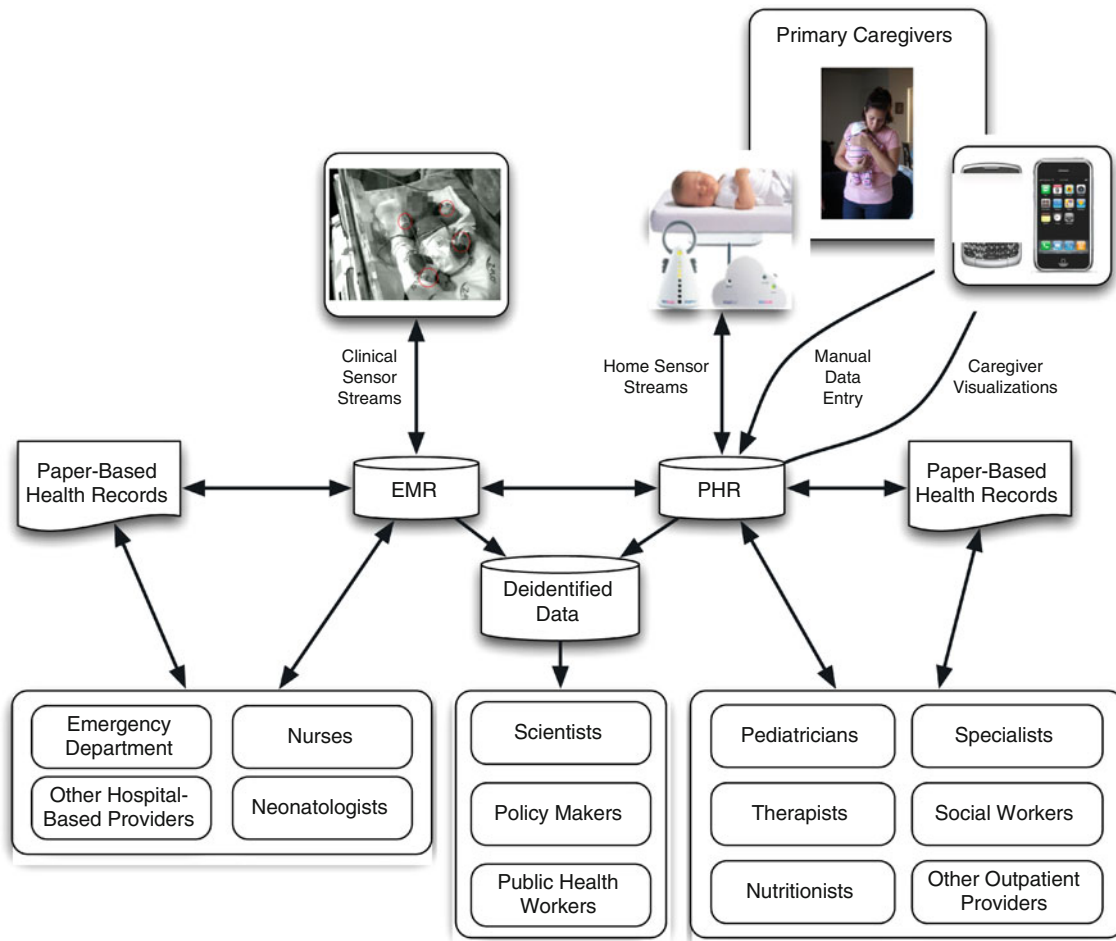 Primary Caregivers
Clinical
Sensor
Streams
Home Sensor
Streams
Manual
Data
Entry
Caregiver
Visualizations
Paper-Based
Health Records
EMR
PHR
Paper-Based
Health Records
Deidentified
Data
Emergency
Department
Nurses
Other Hospital-
Based Providers
Neonatologists
Scientists
Policy Makers
Public Health
Workers
Pediatricians
Specialists
Therapists
Social Workers
Nutritionists
Other Outpatient
Providers